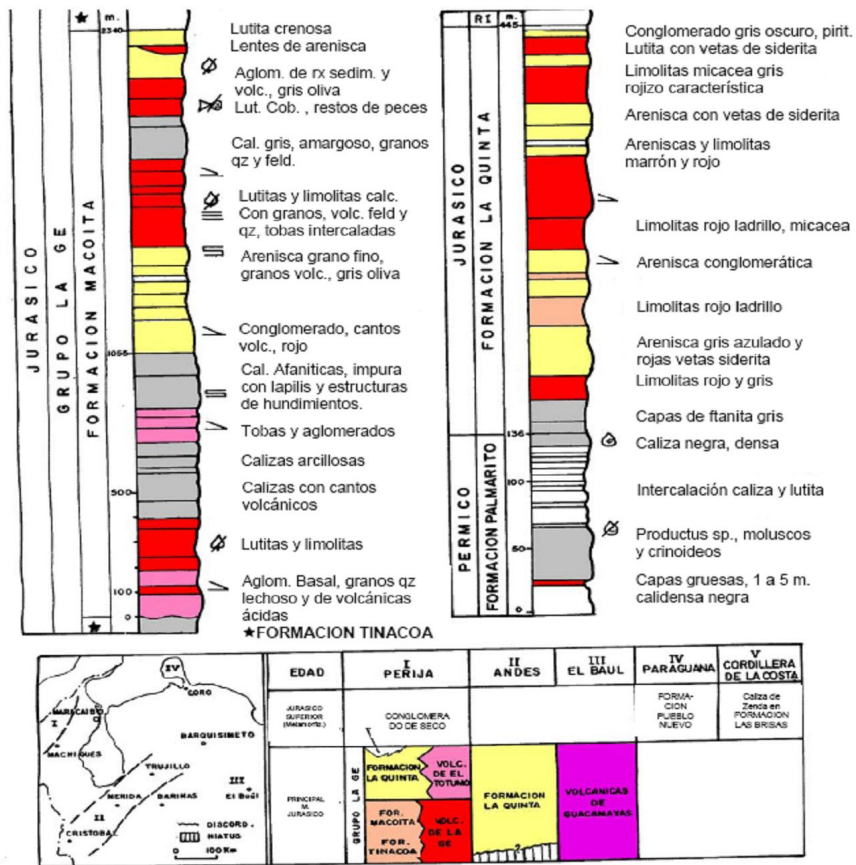 m.
2340
JURASICO
GRUPO LA GE
FORMACION MACOITA
1055
500
100
0
Lutita crenosa
Lentes de arenisca
Aglom. de rx sedim. y
volc., gris oliva
Lut. Cob. , restos de peces
Cal. gris, amargoso, granos
qz y feld.
Lutitas y limolitas calc.
Con granos, volc. feld y
qz, tobas intercaladas
Arenisca grano fino,
granos volc., gris oliva
Conglomerado, cantos
volc., rojo
Cal. Afaniticas, impura
con lapilis y estructuras
de hundimientos.
Tobas y aglomerados
Calizas arcillosas
Calizas con cantos
volcánicos
Lutitas y limolitas
Aglom. Basal, granos qz
lechoso y de volcánicas
ácidas
★FORMACION TINACOA
RI
m.
445
JURASICO
FORMACION LA QUINTA
136
PERMICO
FORMACION PALMARITO
100
50
0
Conglomerado gris oscuro, pirit.
Lutita con vetas de siderita
Limolitas micacea gris
rojizo característica
Arenisca con vetas de siderita
Areniscas y limolitas
marrón y rojo
Limolitas rojo ladrillo, micacea
Arenisca conglomerática
Limolitas rojo ladrillo
Arenisca gris azulado y
rojas vetas siderita
Limolitas rojo y gris
Capas de ftanita gris
Caliza negra, densa
Intercalación caliza y lutita
Productus sp., moluscos
y crinoideos
Capas gruesas, 1 a 5 m.
calidensa negra
IV
CORO
MARACAIBO
I
MACHIQUES
BARQUISIMETO
TRUJILLO
III
El Baúl
MERIDA
BARINAS
II
CRISTOBAL
DISCORD.
HIATUS
0 100 Km
EDAD
I
PERIJA
II
ANDES
III
EL BAUL
IV
PARAGUANA
V
CORDILLERA
DE LA COSTA
JURASICO
SUPERIOR
CONGLOMERA
DO DE SECO
FORMA-
CION
PUEBLO
NUEVO
Caliza de
Zenda en
FORMACION
LAS BRISAS
PRINCIPAL
M.
JURASICO
GRUPO LA GE
FORMACION
LA QUINTA
VOLC.
DE EL
TOTUMO
FOR.
MACOITA
FOR.
TINACOA
VOLC.
DE LA
GE
FORMACION
LA QUINTA
?
VOLCANICAS
DE
GUACAMAYAS